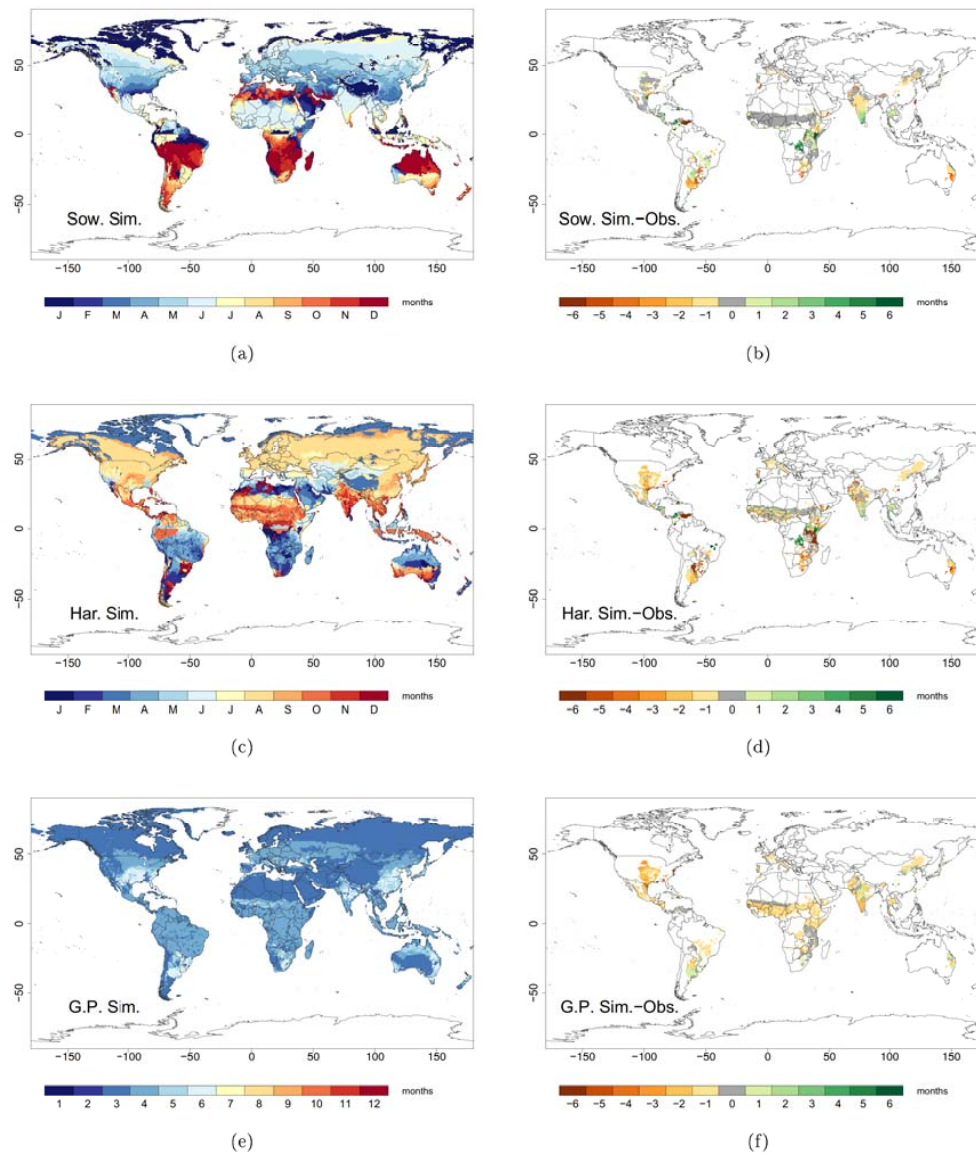 50
0
−50
Sow. Sim.
−150 −100 −50 0 50 100 150
months
J F M A M J J A S O N D
(a)
50
0
−50
Sow. Sim.−Obs.
−150 −100 −50 0 50 100 150
months
−6 −5 −4 −3 −2 −1 0 1 2 3 4 5 6
(b)
50
0
−50
Har. Sim.
−150 −100 −50 0 50 100 150
months
J F M A M J J A S O N D
(c)
50
0
−50
Har. Sim.−Obs.
−150 −100 −50 0 50 100 150
months
−6 −5 −4 −3 −2 −1 0 1 2 3 4 5 6
(d)
50
0
−50
G.P. Sim.
−150 −100 −50 0 50 100 150
months
1 2 3 4 5 6 7 8 9 10 11 12
(e)
50
0
−50
G.P. Sim.−Obs.
−150 −100 −50 0 50 100 150
months
−6 −5 −4 −3 −2 −1 0 1 2 3 4 5 6
(f)